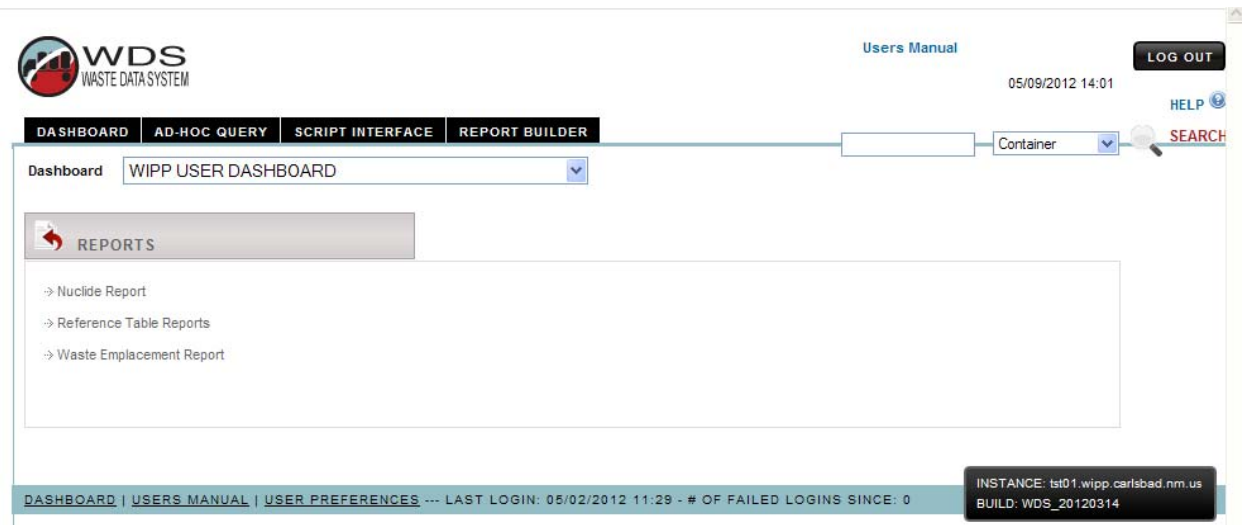 WDS
WASTE DATA SYSTEM
Users Manual
LOG OUT
05/09/2012 14:01
HELP
DASHBOARD AD-HOC QUERY SCRIPT INTERFACE REPORT BUILDER
Container
SEARCH
Dashboard WIPP USER DASHBOARD
REPORTS
Nuclide Report
Reference Table Reports
Waste Emplacement Report
DASHBOARD | USERS MANUAL | USER PREFERENCES --- LAST LOGIN: 05/02/2012 11:29 - # OF FAILED LOGINS SINCE: 0
INSTANCE: tst01.wipp.carlsbad.nm.us
BUILD: WDS_20120314